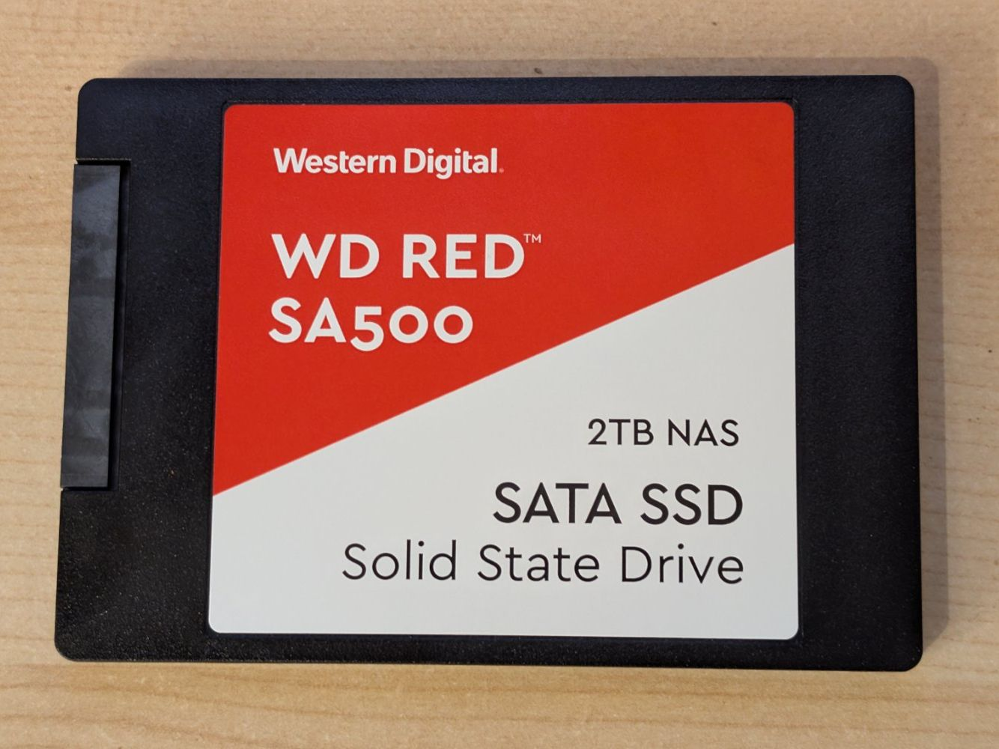 Western Digital®
WD RED™
SA500
2TB NAS
SATA SSD
Solid State Drive